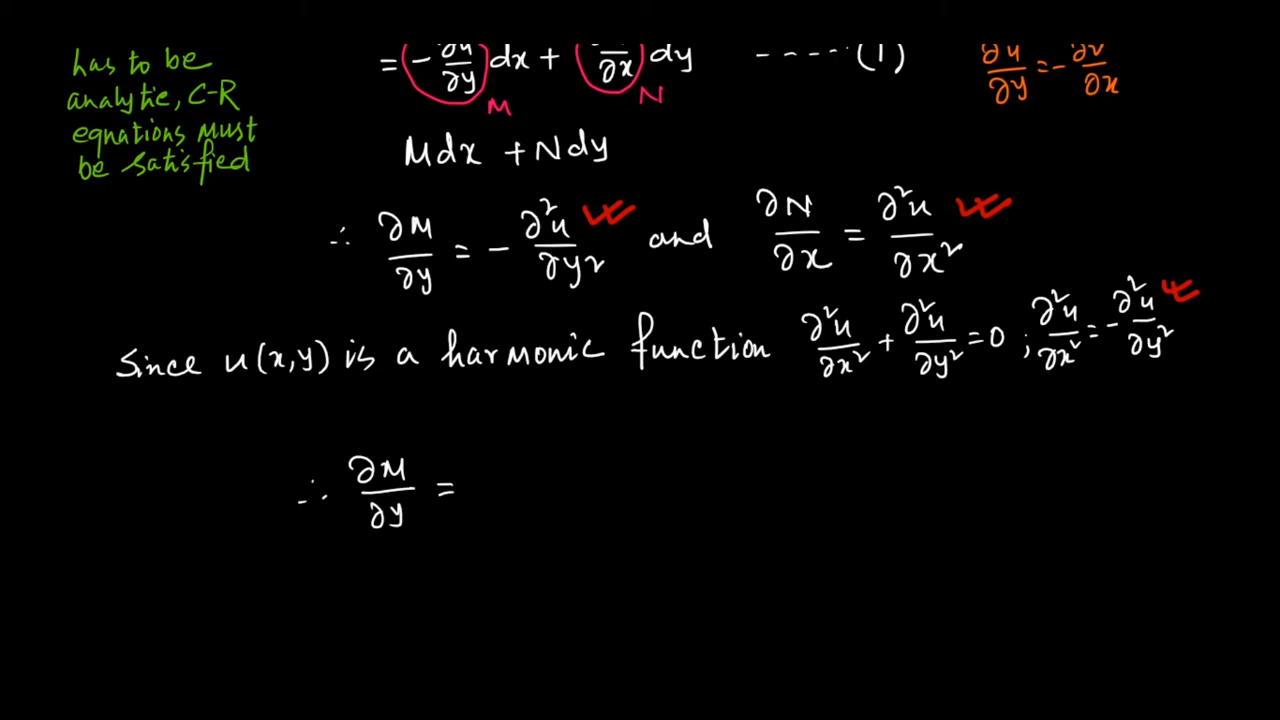 has to be
analytic, C-R
equations must
be satisfied
= -∂u/∂y dx + ∂x dy ----- (1)
M N
∂u/∂y = -∂v/∂x
Mdx + Ndy
∴ ∂M/∂y = - ∂²u/∂y² and ∂N/∂x = ∂²u/∂x²
Since u(x,y) is a harmonic function ∂²u/∂x² + ∂²u/∂y² = 0 ; ∂²u/∂x² = -∂²u/∂y²
∴ ∂M/∂y =